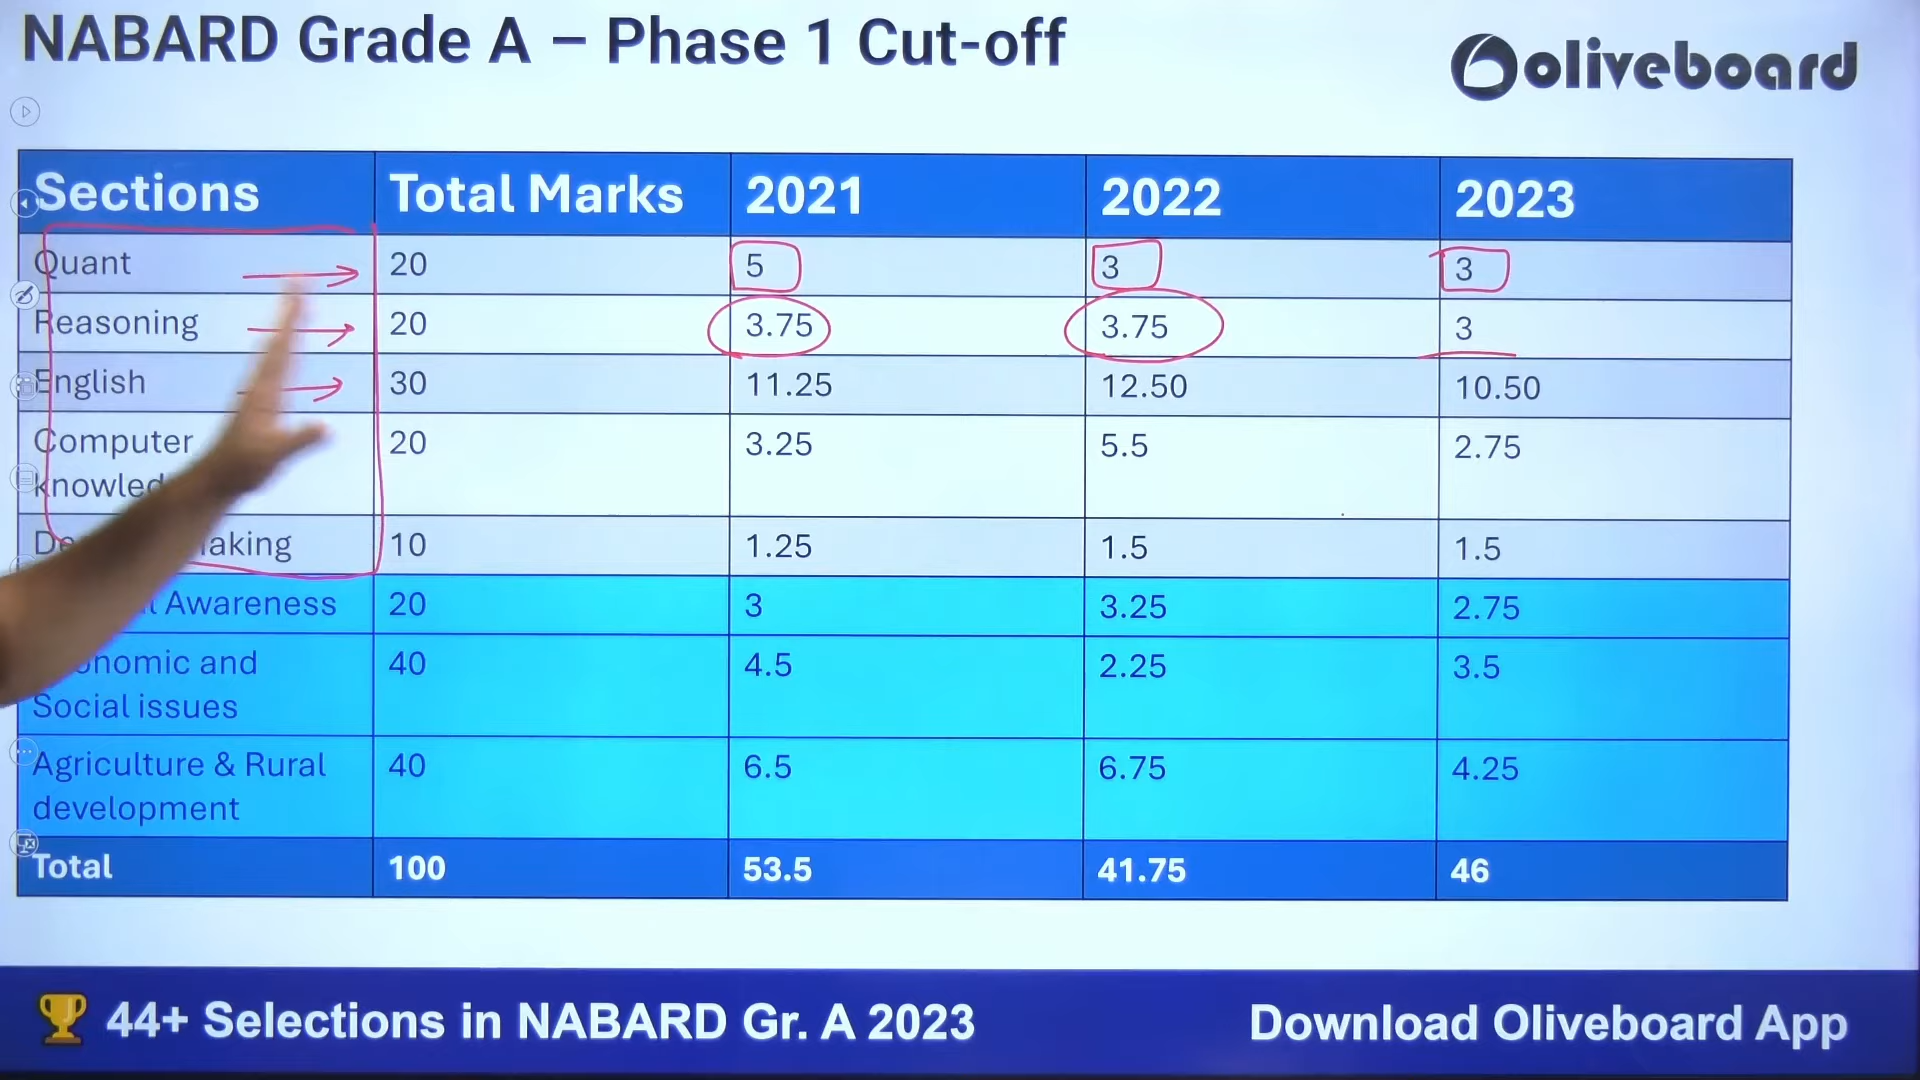 NABARD Grade A – Phase 1 Cut-off
oliveboard
Sections Total Marks 2021 2022 2023
Quant 20 5 3 3
Reasoning 20 3.75 3.75 3
English 30 11.25 12.50 10.50
Computer 20 3.25 5.5 2.75
knowled
De aking 10 1.25 1.5 1.5
Awareness 20 3 3.25 2.75
nomic and 40 4.5 2.25 3.5
Social issues
Agriculture & Rural 40 6.5 6.75 4.25
development
Total 100 53.5 41.75 46
44+ Selections in NABARD Gr. A 2023
Download Oliveboard App